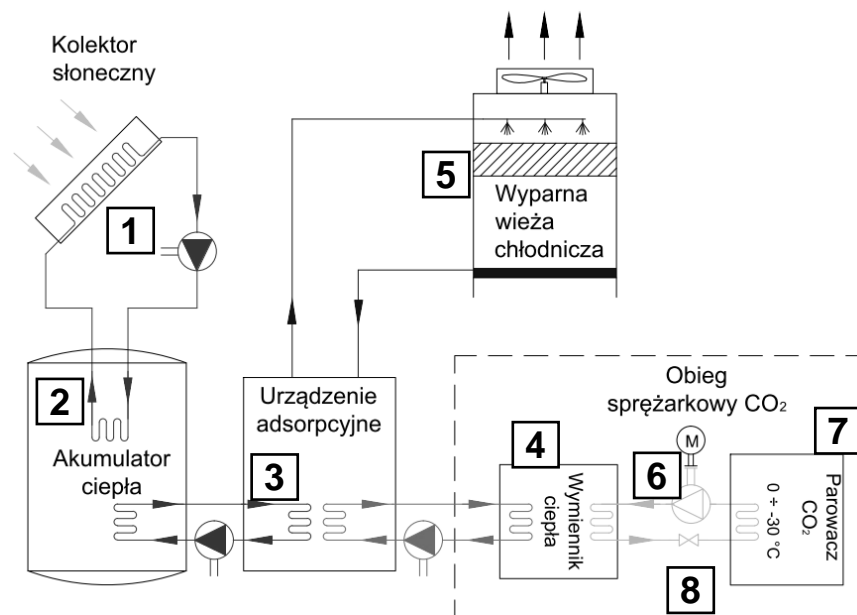 Kolektor
słoneczny
1
5
Wyparna
wieża
chłodnicza
2
Akumulator
ciepła
Urządzenie
adsorpcyjne
3
Obieg
sprężarkowy CO₂
4
Wymiennik
ciepła
6
M
7
Parowacz
CO₂
0 ÷ -30 °C
8